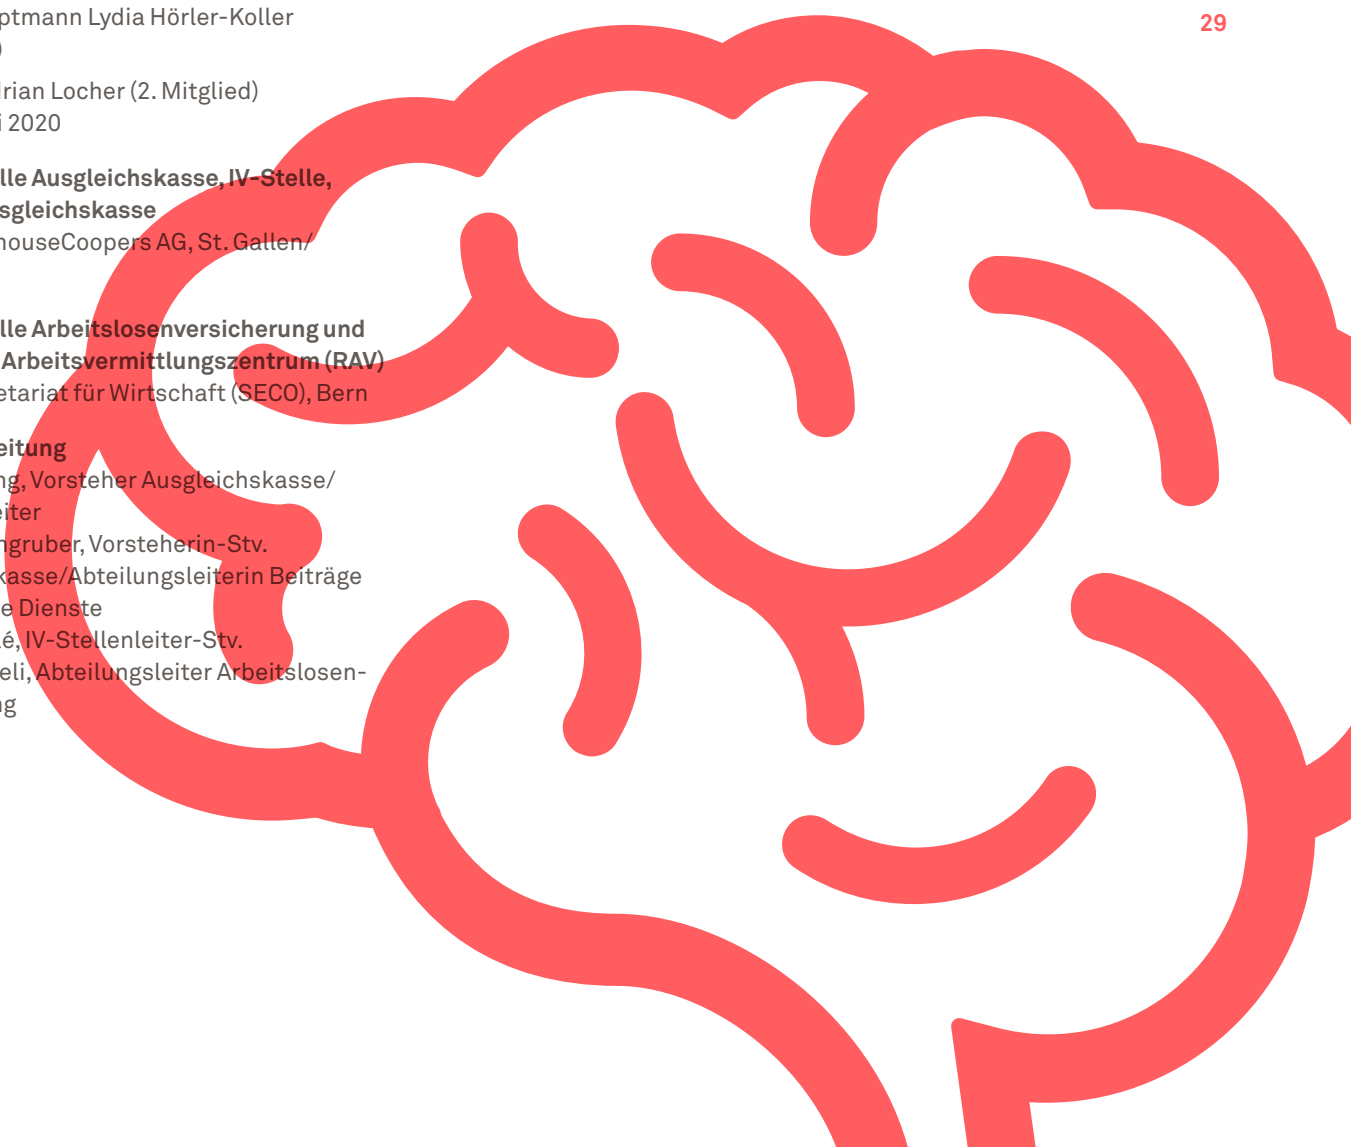 29
ptmann Lydia Hörler-Koller
rian Locher (2. Mitglied)
i 2020
lle Ausgleichskasse, IV-Stelle,
sgleichskasse
houseCoopers AG, St. Gallen/
lle Arbeitslosenversicherung und
Arbeitsvermittlungszentrum (RAV)
etariat für Wirtschaft (SECO), Bern
eitung
ng, Vorsteher Ausgleichskasse/
eiter
ngruber, Vorsteherin-Stv.
kasse/Abteilungsleiterin Beiträge
e Dienste
é, IV-Stellenleiter-Stv.
eli, Abteilungsleiter Arbeitslosen-
ng